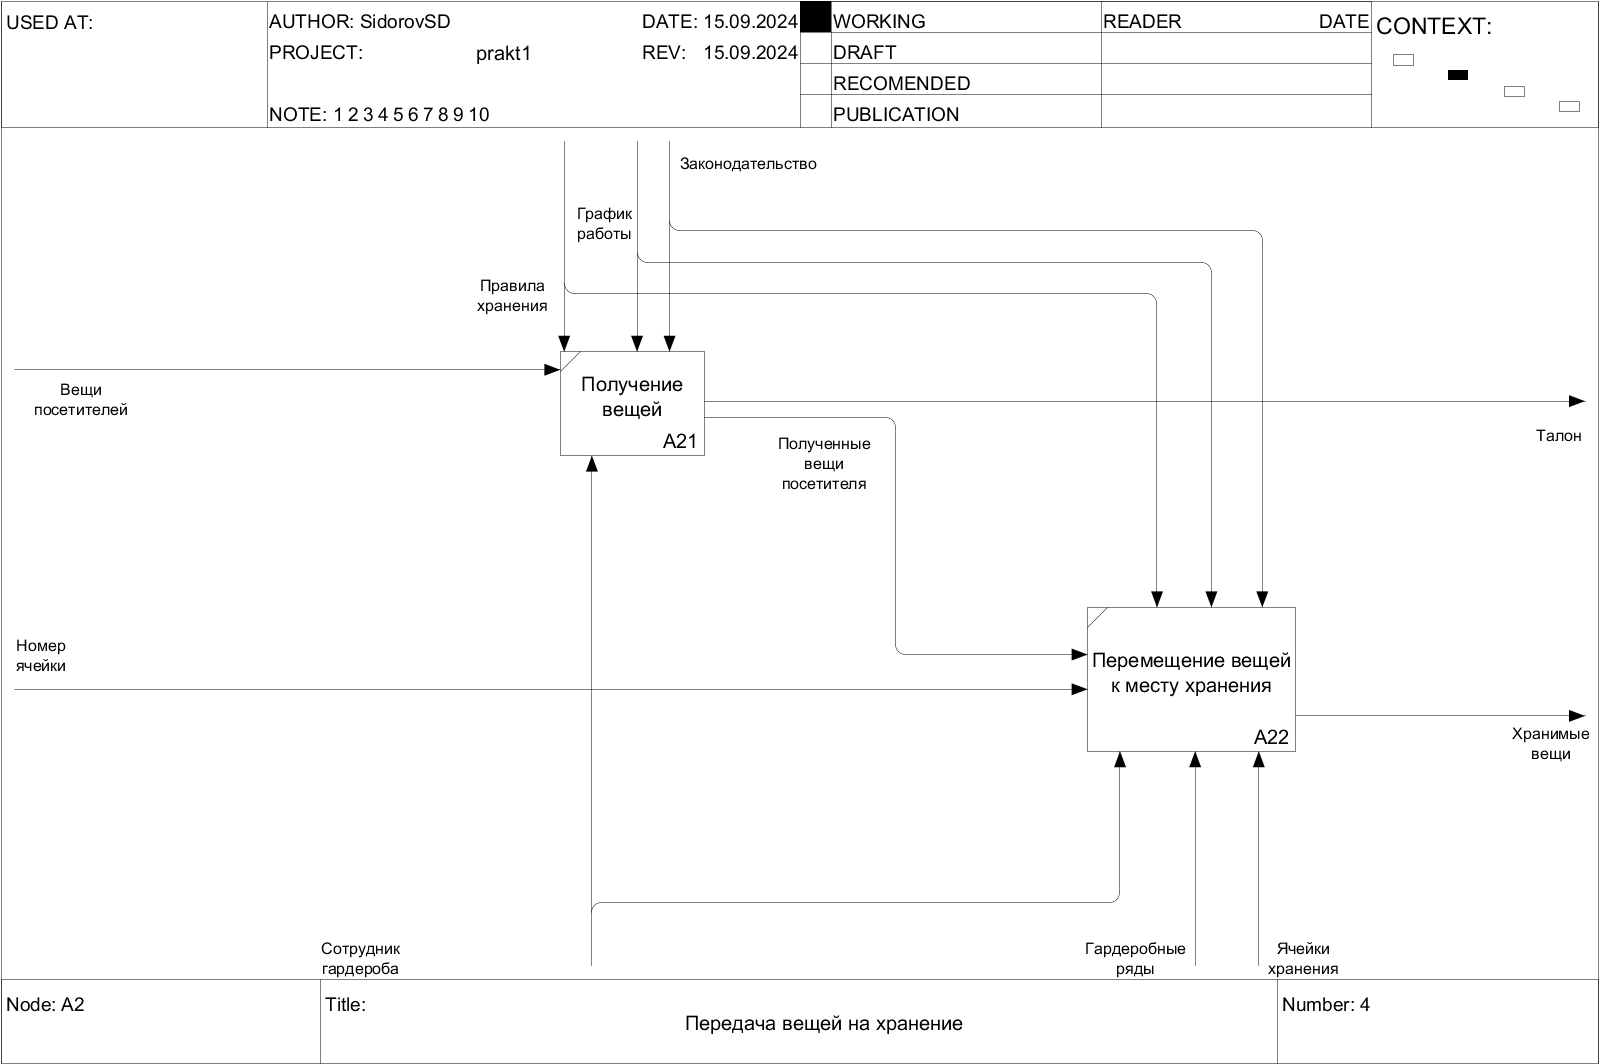 USED AT:
AUTHOR: SidorovSD
DATE: 15.09.2024
PROJECT: prakt1
REV: 15.09.2024
NOTE: 1 2 3 4 5 6 7 8 9 10
WORKING
DRAFT
RECOMENDED
PUBLICATION
READER DATE
CONTEXT:
Законодательство
График
работы
Правила
хранения
Вещи
посетителей
Получение
вещей
A21
Талон
Полученные
вещи
посетителя
Номер
ячейки
Перемещение вещей
к месту хранения
A22
Хранимые
вещи
Сотрудник
гардероба
Гардеробные
ряды
Ячейки
хранения
Node: A2
Title:
Передача вещей на хранение
Number: 4